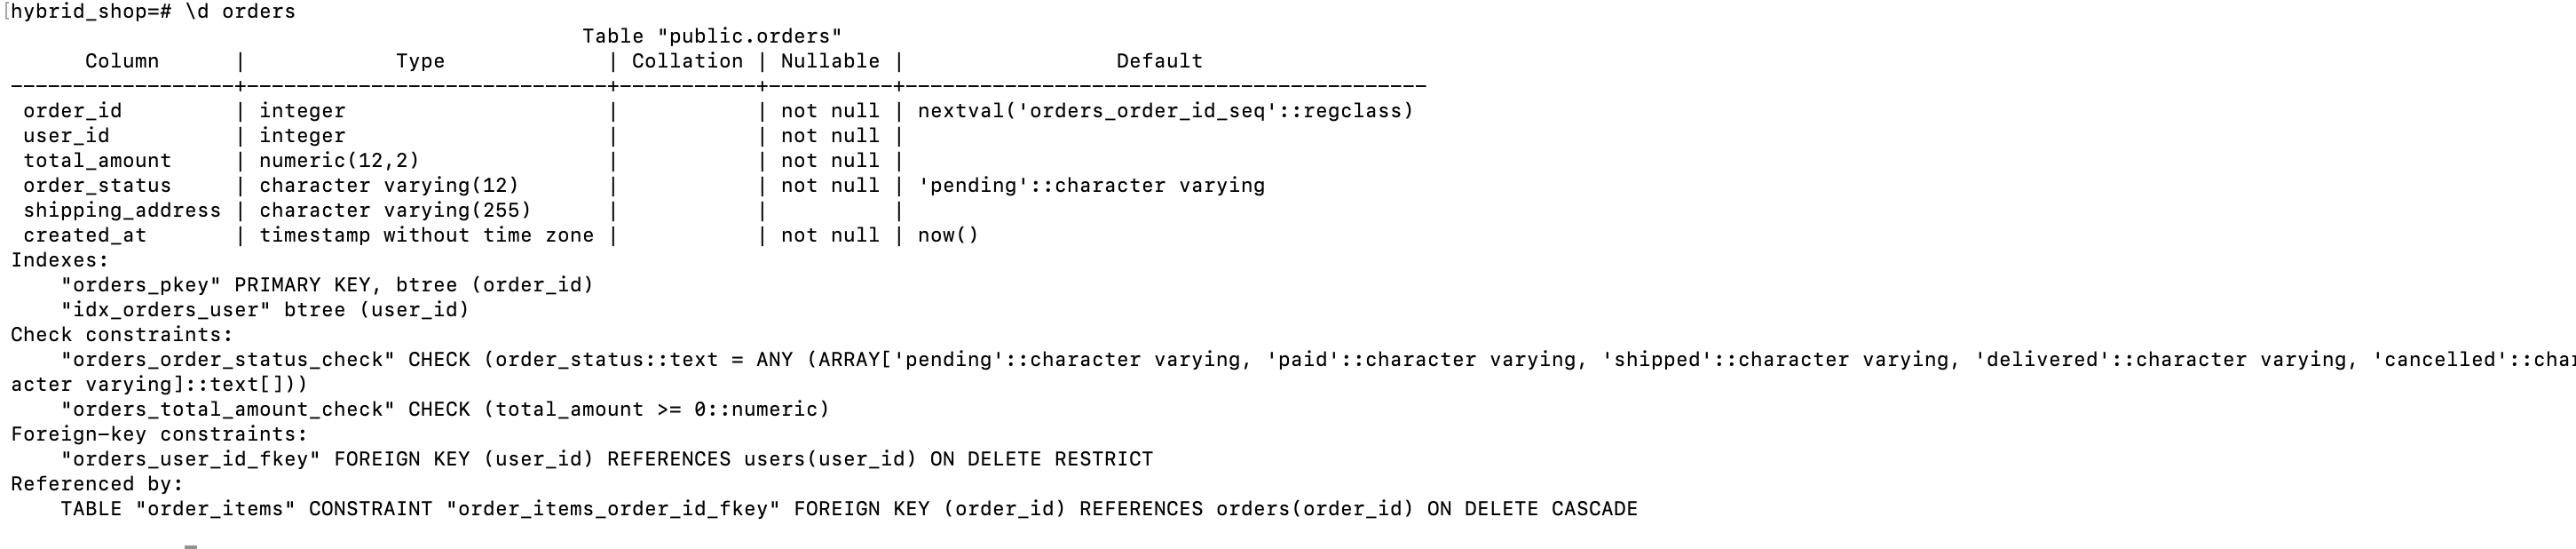 [hybrid_shop=# \d orders
                                              Table "public.orders"
      Column      |            Type             | Collation | Nullable |                 Default
------------------+-----------------------------+-----------+----------+------------------------------------------
 order_id         | integer                     |           | not null | nextval('orders_order_id_seq'::regclass)
 user_id          | integer                     |           | not null |
 total_amount     | numeric(12,2)               |           | not null |
 order_status     | character varying(12)       |           | not null | 'pending'::character varying
 shipping_address | character varying(255)      |           |          |
 created_at       | timestamp without time zone |           | not null | now()
Indexes:
    "orders_pkey" PRIMARY KEY, btree (order_id)
    "idx_orders_user" btree (user_id)
Check constraints:
    "orders_order_status_check" CHECK (order_status::text = ANY (ARRAY['pending'::character varying, 'paid'::character varying, 'shipped'::character varying, 'delivered'::character varying, 'cancelled'::char
acter varying]::text[]))
    "orders_total_amount_check" CHECK (total_amount >= 0::numeric)
Foreign-key constraints:
    "orders_user_id_fkey" FOREIGN KEY (user_id) REFERENCES users(user_id) ON DELETE RESTRICT
Referenced by:
    TABLE "order_items" CONSTRAINT "order_items_order_id_fkey" FOREIGN KEY (order_id) REFERENCES orders(order_id) ON DELETE CASCADE